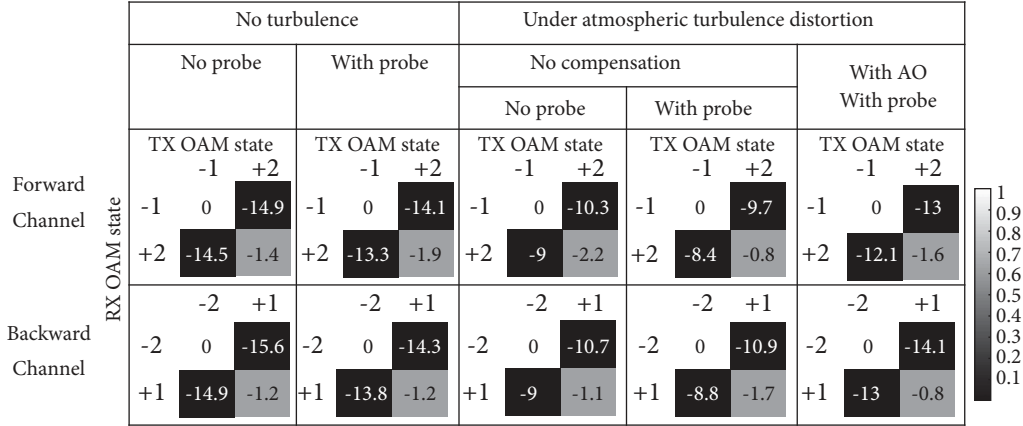 No turbulence Under atmospheric turbulence distortion
No probe With probe No compensation With AO
With probe
No probe With probe
TX OAM state TX OAM state TX OAM state TX OAM state TX OAM state
-1 +2 -1 +2 -1 +2 -1 +2 -1 +2
Forward
Channel
RX OAM state
-1 0 -14.9 -1 0 -14.1 -1 0 -10.3 -1 0 -9.7 -1 0 -13
+2 -14.5 -1.4 +2 -13.3 -1.9 +2 -9 -2.2 +2 -8.4 -0.8 +2 -12.1 -1.6
-2 +1 -2 +1 -2 +1 -2 +1 -2 +1
Backward
Channel
-2 0 -15.6 -2 0 -14.3 -2 0 -10.7 -2 0 -10.9 -2 0 -14.1
+1 -14.9 -1.2 +1 -13.8 -1.2 +1 -9 -1.1 +1 -8.8 -1.7 +1 -13 -0.8
1
0.9
0.8
0.7
0.6
0.5
0.4
0.3
0.2
0.1